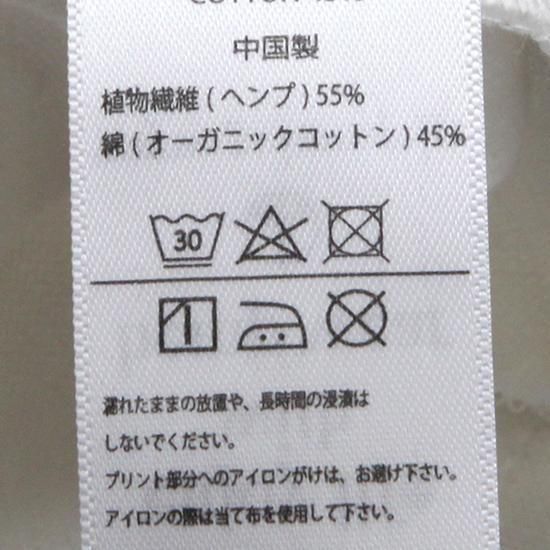 中国製
植物繊維 ( ヘンプ ) 55%
綿 ( オーガニックコットン ) 45%
30
濡れたままの放置や、長時間の浸漬は
しないでください。
プリント部分へのアイロンがけは、お避け下さい。
アイロンの際は当て布を使用して下さい。